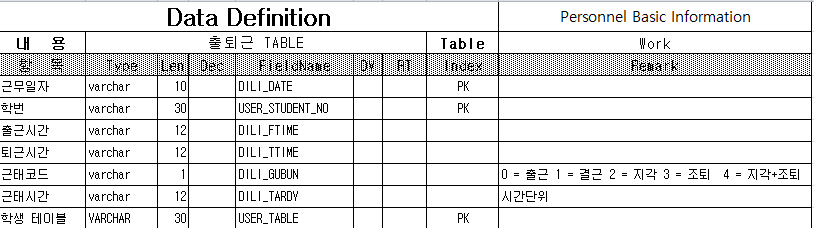 Data Definition Personnel Basic Information
내 용 출퇴근 TABLE Table Work
항 목 Type Len Dec FieldName DV RT Index Remark
근무일자 varchar 10 DILI_DATE PK
학번 varchar 30 USER_STUDENT_NO PK
출근시간 varchar 12 DILI_FTIME
퇴근시간 varchar 12 DILI_TTIME
근태코드 varchar 1 DILI_GUBUN 0 = 출근 1 = 결근 2 = 지각 3 = 조퇴 4 = 지각+조퇴
근태시간 varchar 12 DILI_TARDY 시간단위
학생 테이블 VARCHAR 30 USER_TABLE PK